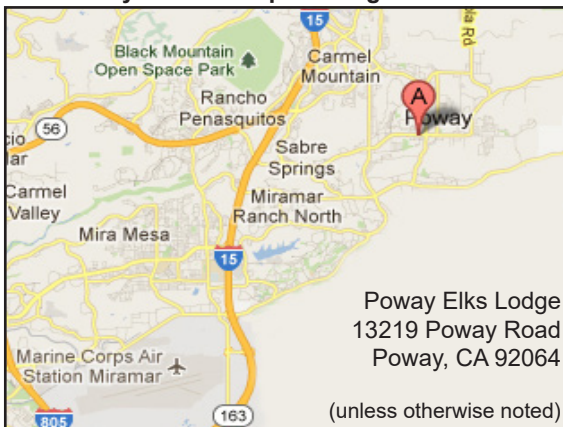 15
Black Mountain
Open Space Park
Carmel
Mountain
Rancho
Penasquitos
A
Poway
56
Sabre
Springs
Carmel
Valley
Miramar
Ranch North
Mira Mesa
15
Poway Elks Lodge
13219 Poway Road
Poway, CA 92064
Marine Corps Air
Station Miramar
(unless otherwise noted)
805
163